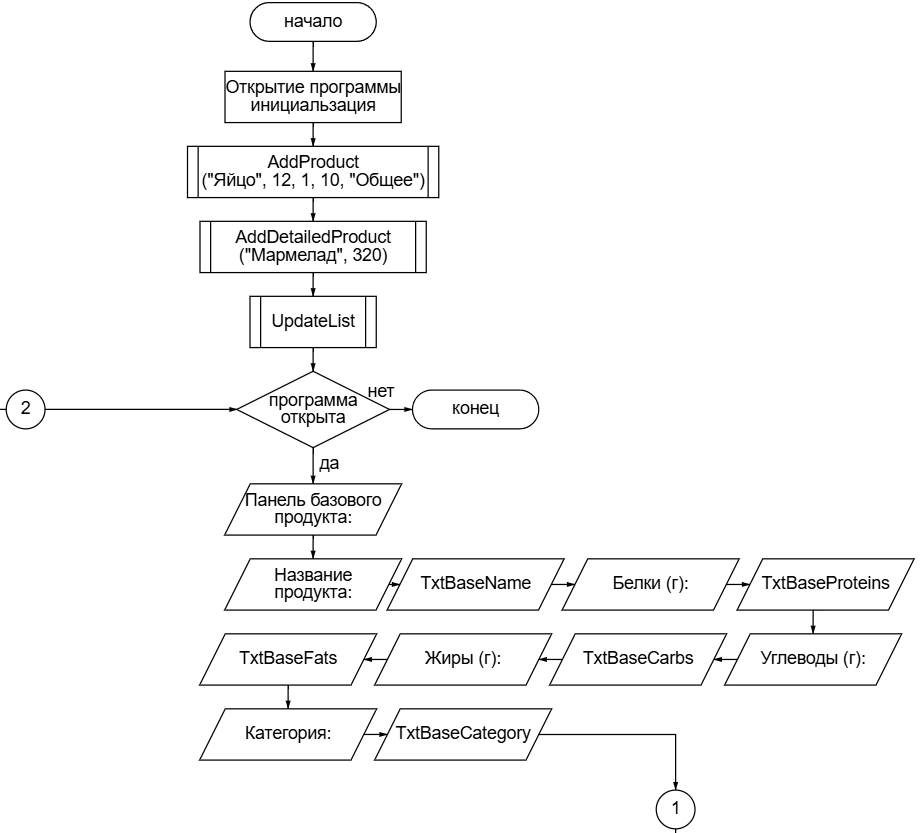 начало
Открытие программы
инициальзация
AddProduct
("Яйцо", 12, 1, 10, "Общее")
AddDetailedProduct
("Мармелад", 320)
UpdateList
2
программа
открыта
нет
конец
да
Панель базового
продукта:
Название
продукта:
TxtBaseName
Белки (г):
TxtBaseProteins
Углеводы (г):
TxtBaseCarbs
Жиры (г):
TxtBaseFats
Категория:
TxtBaseCategory
1